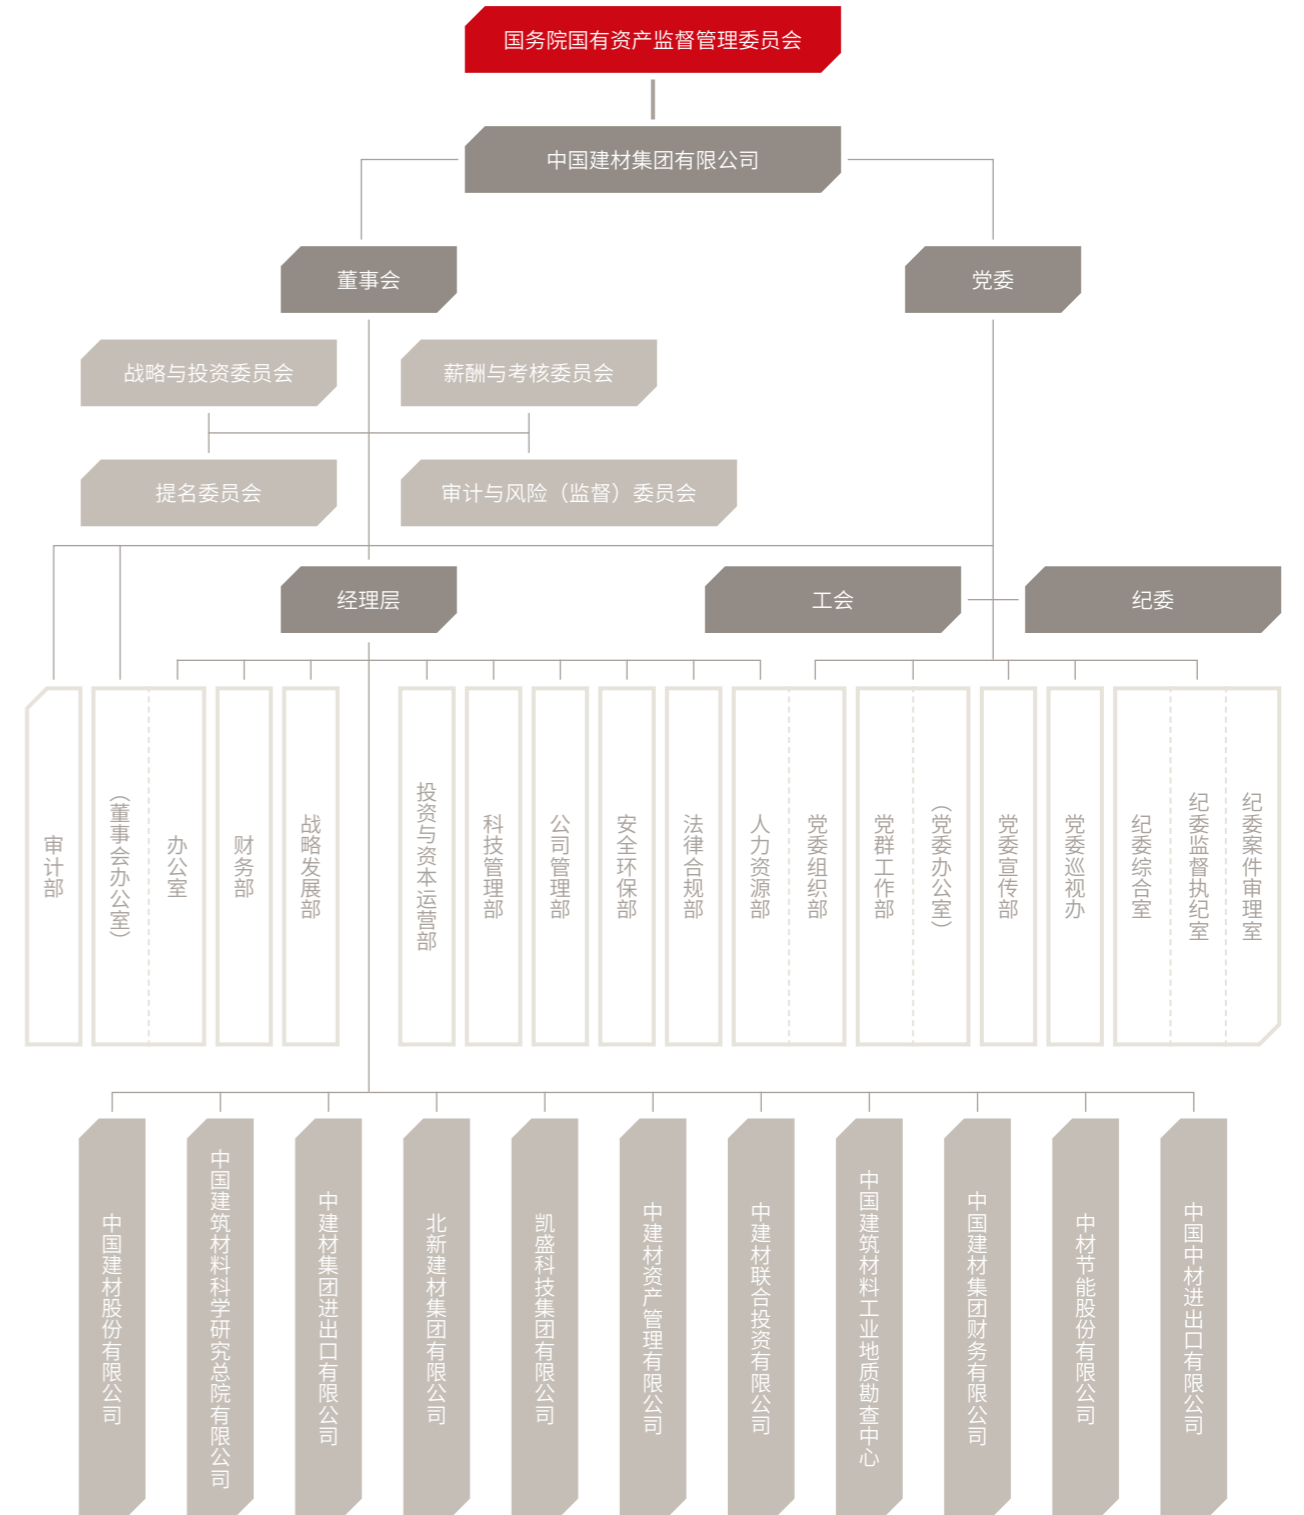 国务院国有资产监督管理委员会
中国建材集团有限公司
董事会
党委
战略与投资委员会
薪酬与考核委员会
提名委员会
审计与风险（监督）委员会
经理层
工会
纪委
审计部
（董事会办公室）
办公室
财务部
战略发展部
投资与资本运营部
科技管理部
公司管理部
安全环保部
法律合规部
人力资源部
党委组织部
党群工作部
（党委办公室）
党委宣传部
党委巡视办
纪委综合室
纪委监督执纪室
纪委案件审理室
中国建材股份有限公司
中国建筑材料科学研究总院有限公司
中建材集团进出口有限公司
北新建材集团有限公司
凯盛科技集团有限公司
中建材资产管理有限公司
中建材联合投资有限公司
中国建筑材料工业地质勘查中心
中国建材集团财务有限公司
中材节能股份有限公司
中国中材进出口有限公司